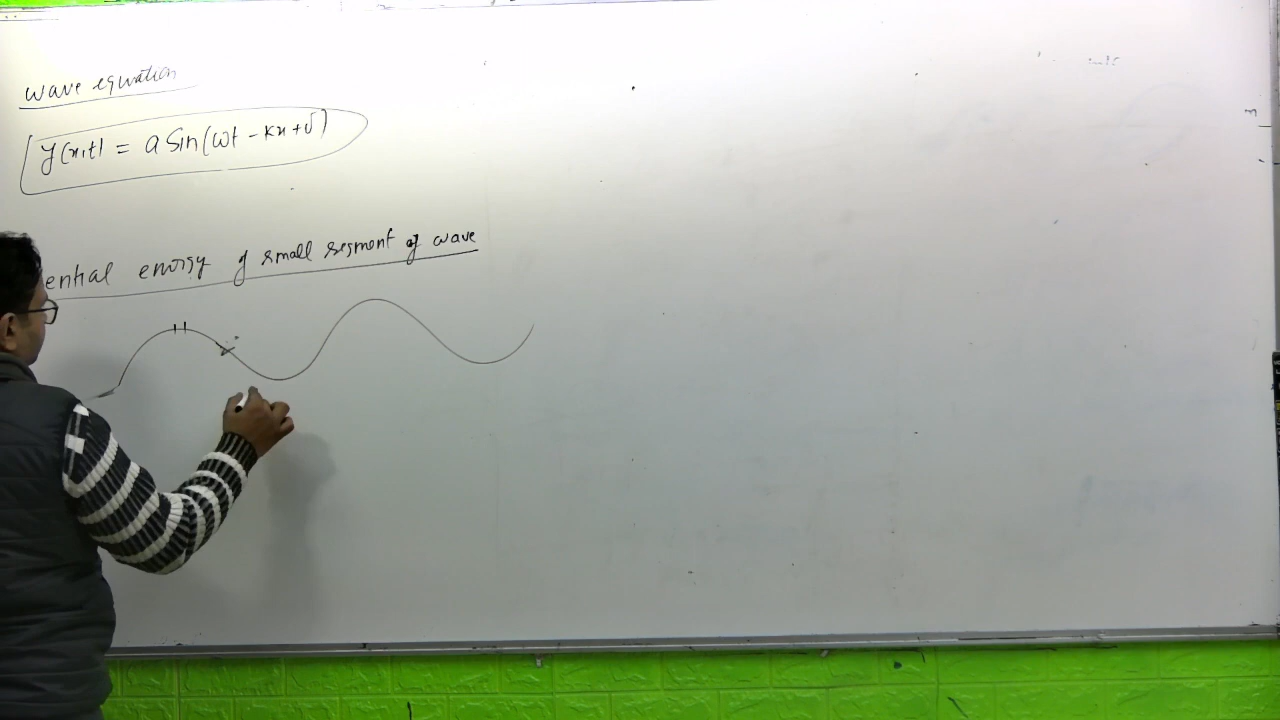 wave equation
y(x,t) = a Sin(ωt - kx + δ)
ential energy of small segment of wave